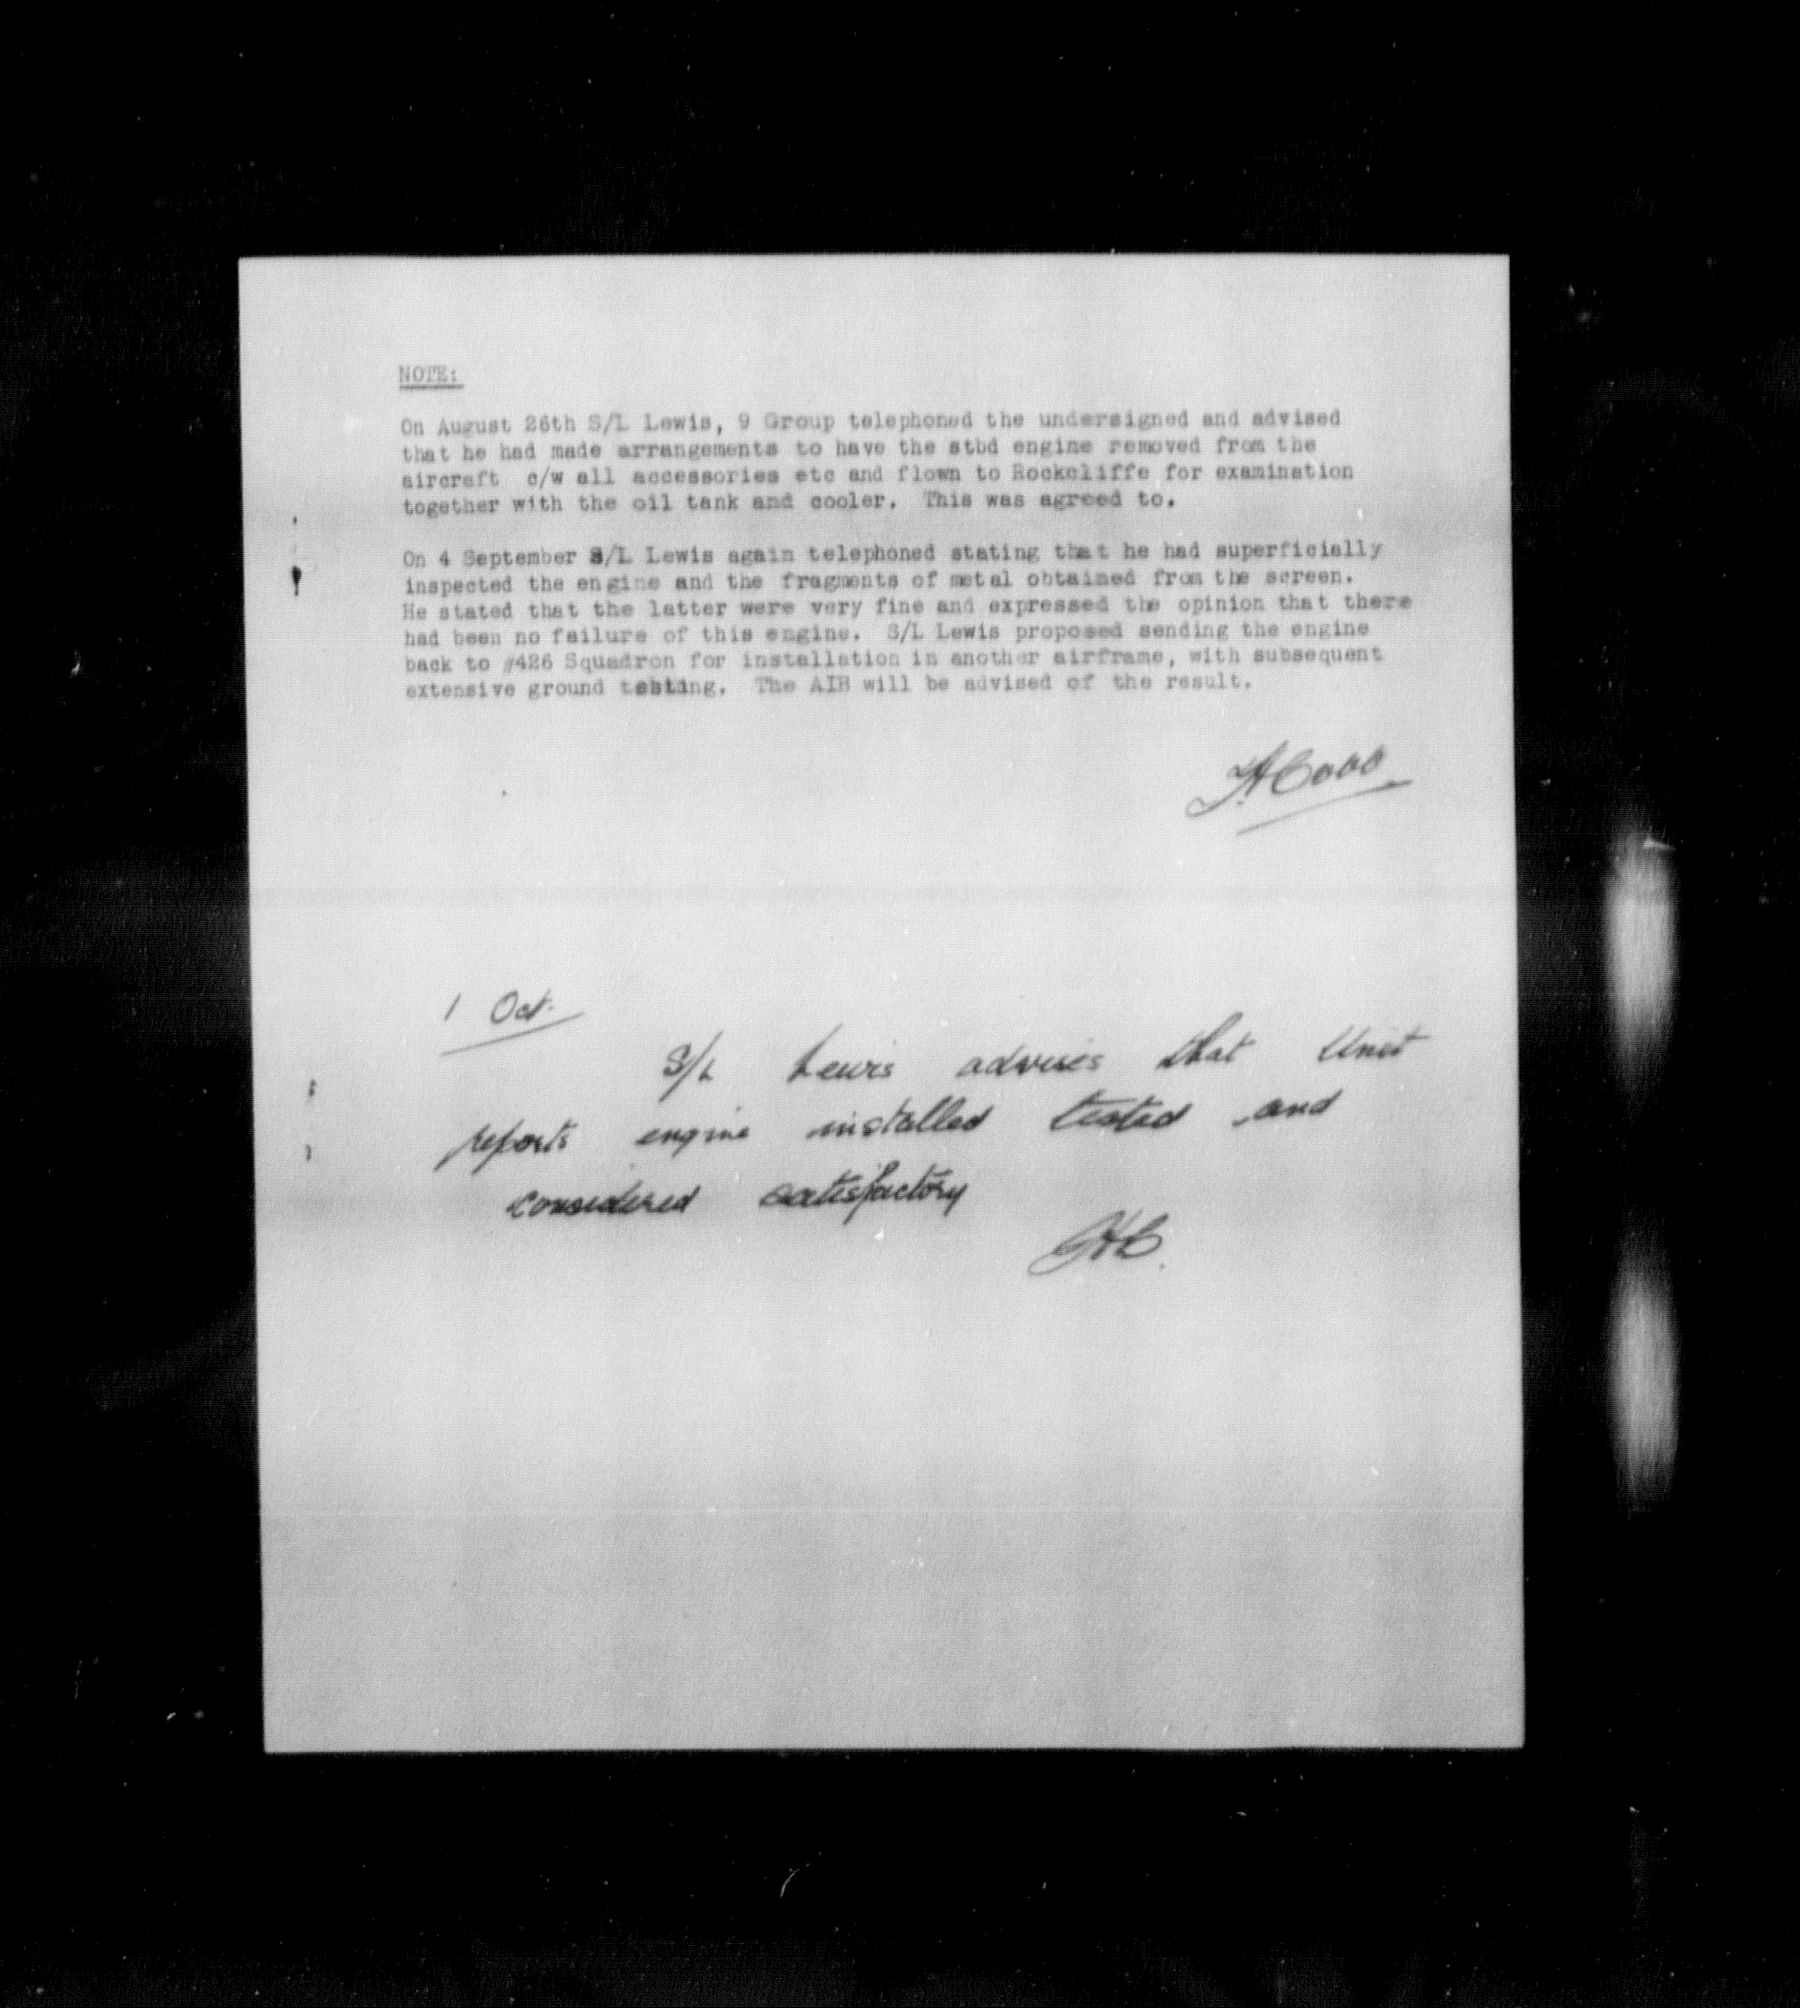 NOTE:
On August 26th S/L Lewis, 9 Group telephoned the undersigned and advised
that he had made arrangements to have the stbd engine removed from the
aircraft c/w all accessories etc and flown to Rockcliffe for examination
together with the oil tank and cooler. This was agreed to.
On 4 September S/L Lewis again telephoned stating that he had superficially
inspected the engine and the fragments of metal obtained from the screen.
He stated that the latter were very fine and expressed the opinion that there
had been no failure of this engine. S/L Lewis proposed sending the engine
back to #426 Squadron for installation in another airframe, with subsequent
extensive ground testing. The AIB will be advised of the result.
1 Oct.
S/L Lewis advises that Unit
reports engine installed tested and
considered satisfactory